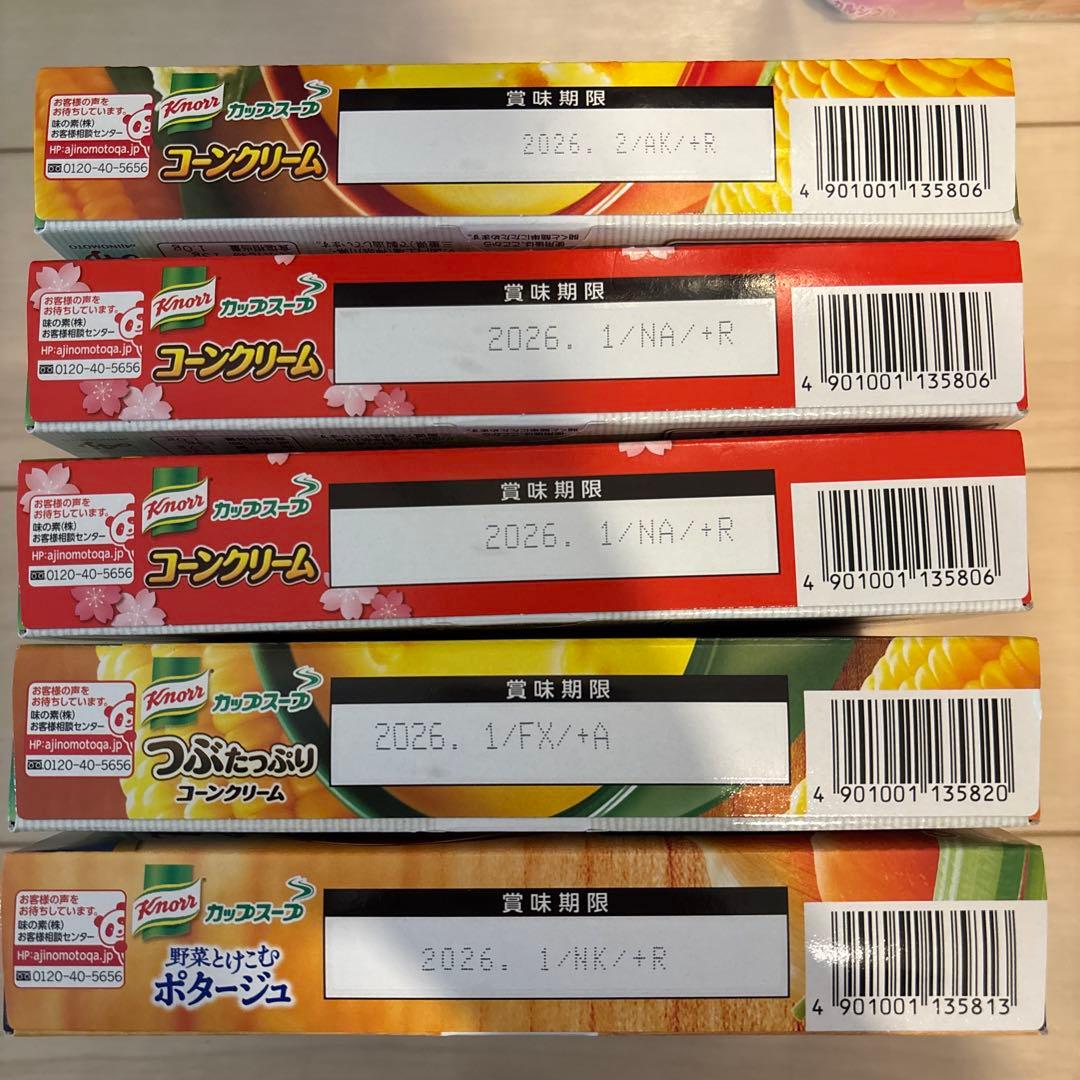 お客様の声を
お待ちしています。
味の素(株)
お客様相談センター
HP:ajinomotoqa.jp
0120-40-5656
Knorr カップスープ
コーンクリーム
賞味期限
2026. 2/AK/+R
4 901001 135806
AJINOMOTO
お客様の声を
お待ちしています。
味の素(株)
お客様相談センター
HP:ajinomotoqa.jp
0120-40-5656
Knorr カップスープ
コーンクリーム
賞味期限
2026. 1/NA/+R
4 901001 135806
お客様の声を
お待ちしています。
味の素(株)
お客様相談センター
HP:ajinomotoqa.jp
0120-40-5656
Knorr カップスープ
コーンクリーム
賞味期限
2026. 1/NA/+R
4 901001 135806
お客様の声を
お待ちしています。
味の素(株)
お客様相談センター
HP:ajinomotoqa.jp
0120-40-5656
Knorr カップスープ
つぶたっぷり
コーンクリーム
賞味期限
2026. 1/FX/+A
4 901001 135820
お客様の声を
お待ちしています。
味の素(株)
お客様相談センター
HP:ajinomotoqa.jp
0120-40-5656
Knorr カップスープ
野菜とけこむ
ポタージュ
賞味期限
2026. 1/NK/+R
4 901001 135813